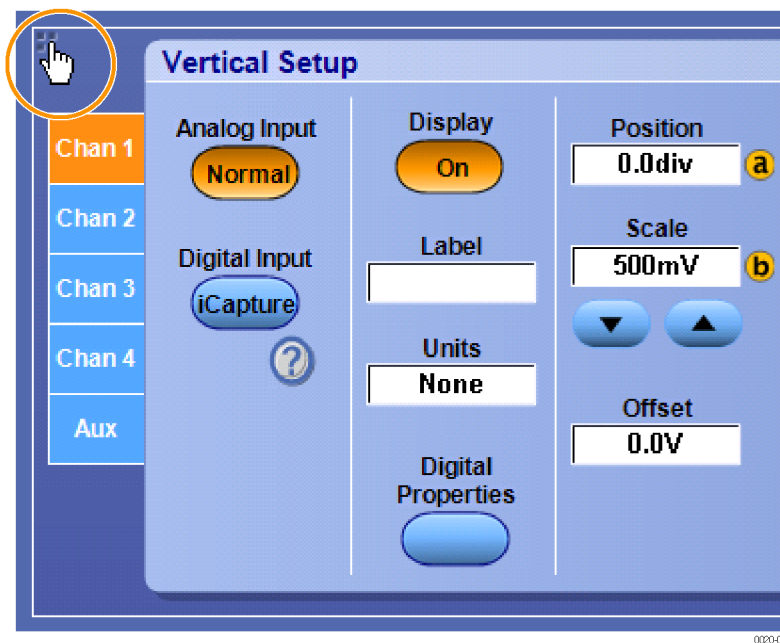 Vertical Setup
Chan 1
Chan 2
Chan 3
Chan 4
Aux
Analog Input
Normal
Digital Input
iCapture
?
Display
On
Label
Units
None
Digital
Properties
Position
0.0div
a
Scale
500mV
b
Offset
0.0V